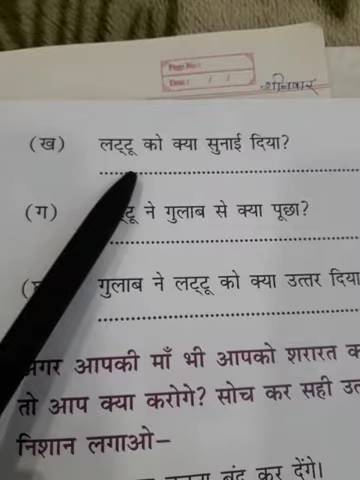 Page No.:
Date: / /
शनिवार
(ख) लट्टू को क्या सुनाई दिया?
(ग) ट्टू ने गुलाब से क्या पूछा?
गुलाब ने लट्टू को क्या उत्तर दिया
अगर आपकी माँ भी आपको शरारत
तो आप क्या करोगे? सोच कर सही
निशान लगाओ–
बंद कर देंगे।